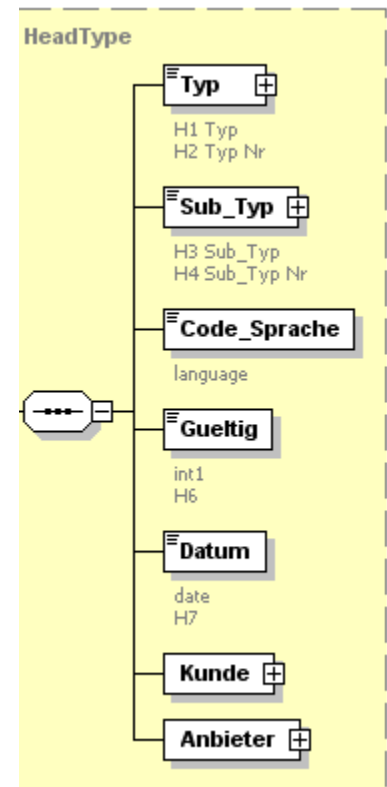 HeadType
Typ
H1 Typ
H2 Typ Nr
Sub_Typ
H3 Sub_Typ
H4 Sub_Typ Nr
Code_Sprache
language
Gueltig
int1
H6
Datum
date
H7
Kunde
Anbieter